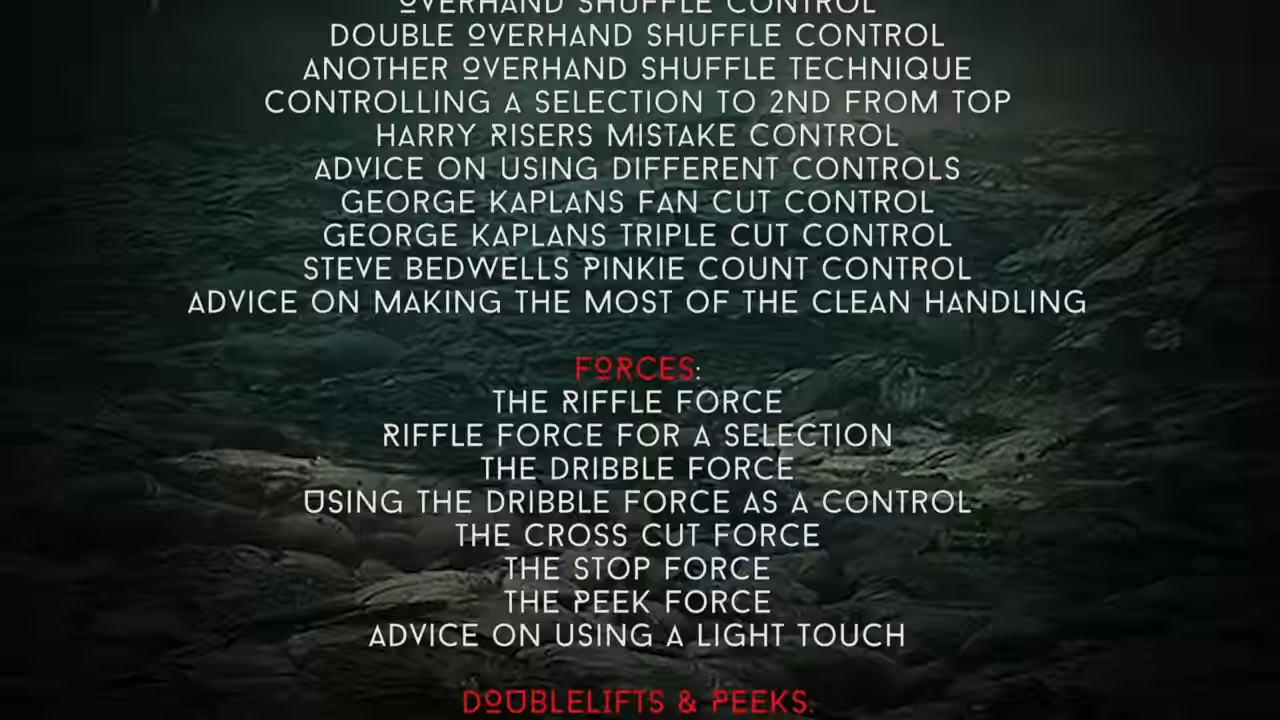 OVERHAND SHUFFLE CONTROL
DOUBLE OVERHAND SHUFFLE CONTROL
ANOTHER OVERHAND SHUFFLE TECHNIQUE
CONTROLLING A SELECTION TO 2ND FROM TOP
HARRY RISERS MISTAKE CONTROL
ADVICE ON USING DIFFERENT CONTROLS
GEORGE KAPLANS FAN CUT CONTROL
GEORGE KAPLANS TRIPLE CUT CONTROL
STEVE BEDWELLS PINKIE COUNT CONTROL
ADVICE ON MAKING THE MOST OF THE CLEAN HANDLING
FORCES:
THE RIFFLE FORCE
RIFFLE FORCE FOR A SELECTION
THE DRIBBLE FORCE
USING THE DRIBBLE FORCE AS A CONTROL
THE CROSS CUT FORCE
THE STOP FORCE
THE PEEK FORCE
ADVICE ON USING A LIGHT TOUCH
DOUBLELIFTS & PEEKS: